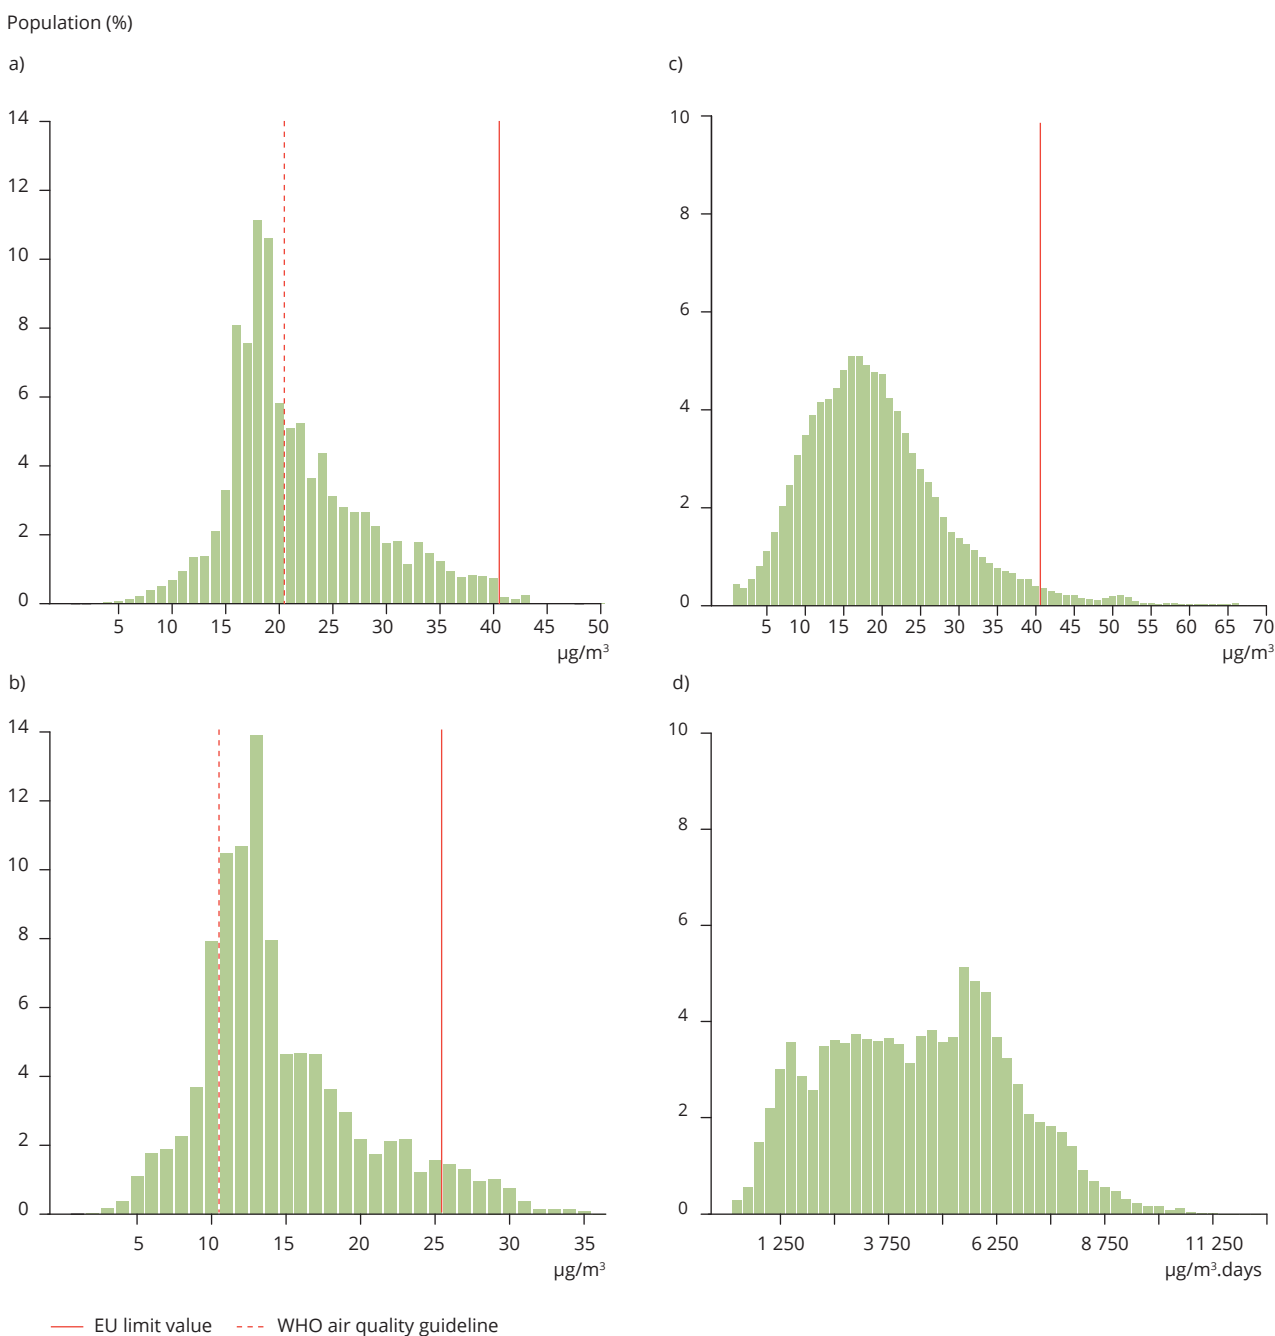 Population (%)
a)
14
12
10
8
6
4
2
0
5 10 15 20 25 30 35 40 45 50
µg/m³
c)
10
8
6
4
2
0
5 10 15 20 25 30 35 40 45 50 55 60 65 70
µg/m³
b)
14
12
10
8
6
4
2
0
5 10 15 20 25 30 35
µg/m³
d)
10
8
6
4
2
0
1 250 3 750 6 250 8 750 11 250
µg/m³.days
EU limit value WHO air quality guideline